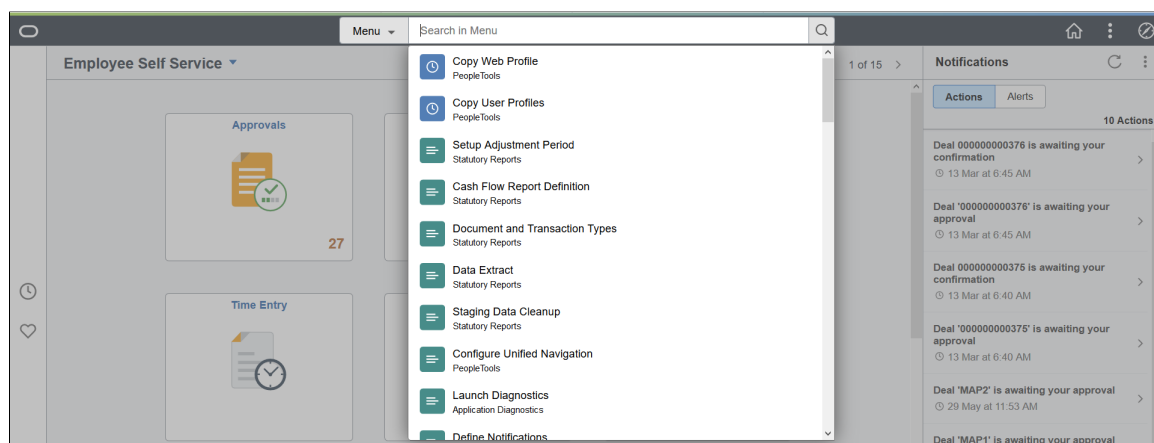 Menu
Search in Menu
Employee Self Service
1 of 15
Approvals
27
Time Entry
Copy Web Profile
PeopleTools
Copy User Profiles
PeopleTools
Setup Adjustment Period
Statutory Reports
Cash Flow Report Definition
Statutory Reports
Document and Transaction Types
Statutory Reports
Data Extract
Statutory Reports
Staging Data Cleanup
Statutory Reports
Configure Unified Navigation
PeopleTools
Launch Diagnostics
Application Diagnostics
Define Notifications
Notifications
Actions
Alerts
10 Actions
Deal 000000000376 is awaiting your
confirmation
13 Mar at 6:45 AM
Deal '000000000376' is awaiting your
approval
13 Mar at 6:45 AM
Deal 000000000375 is awaiting your
confirmation
13 Mar at 6:40 AM
Deal '000000000375' is awaiting your
approval
13 Mar at 6:40 AM
Deal 'MAP2' is awaiting your approval
29 May at 11:53 AM
Deal 'MAP1' is awaiting your approval